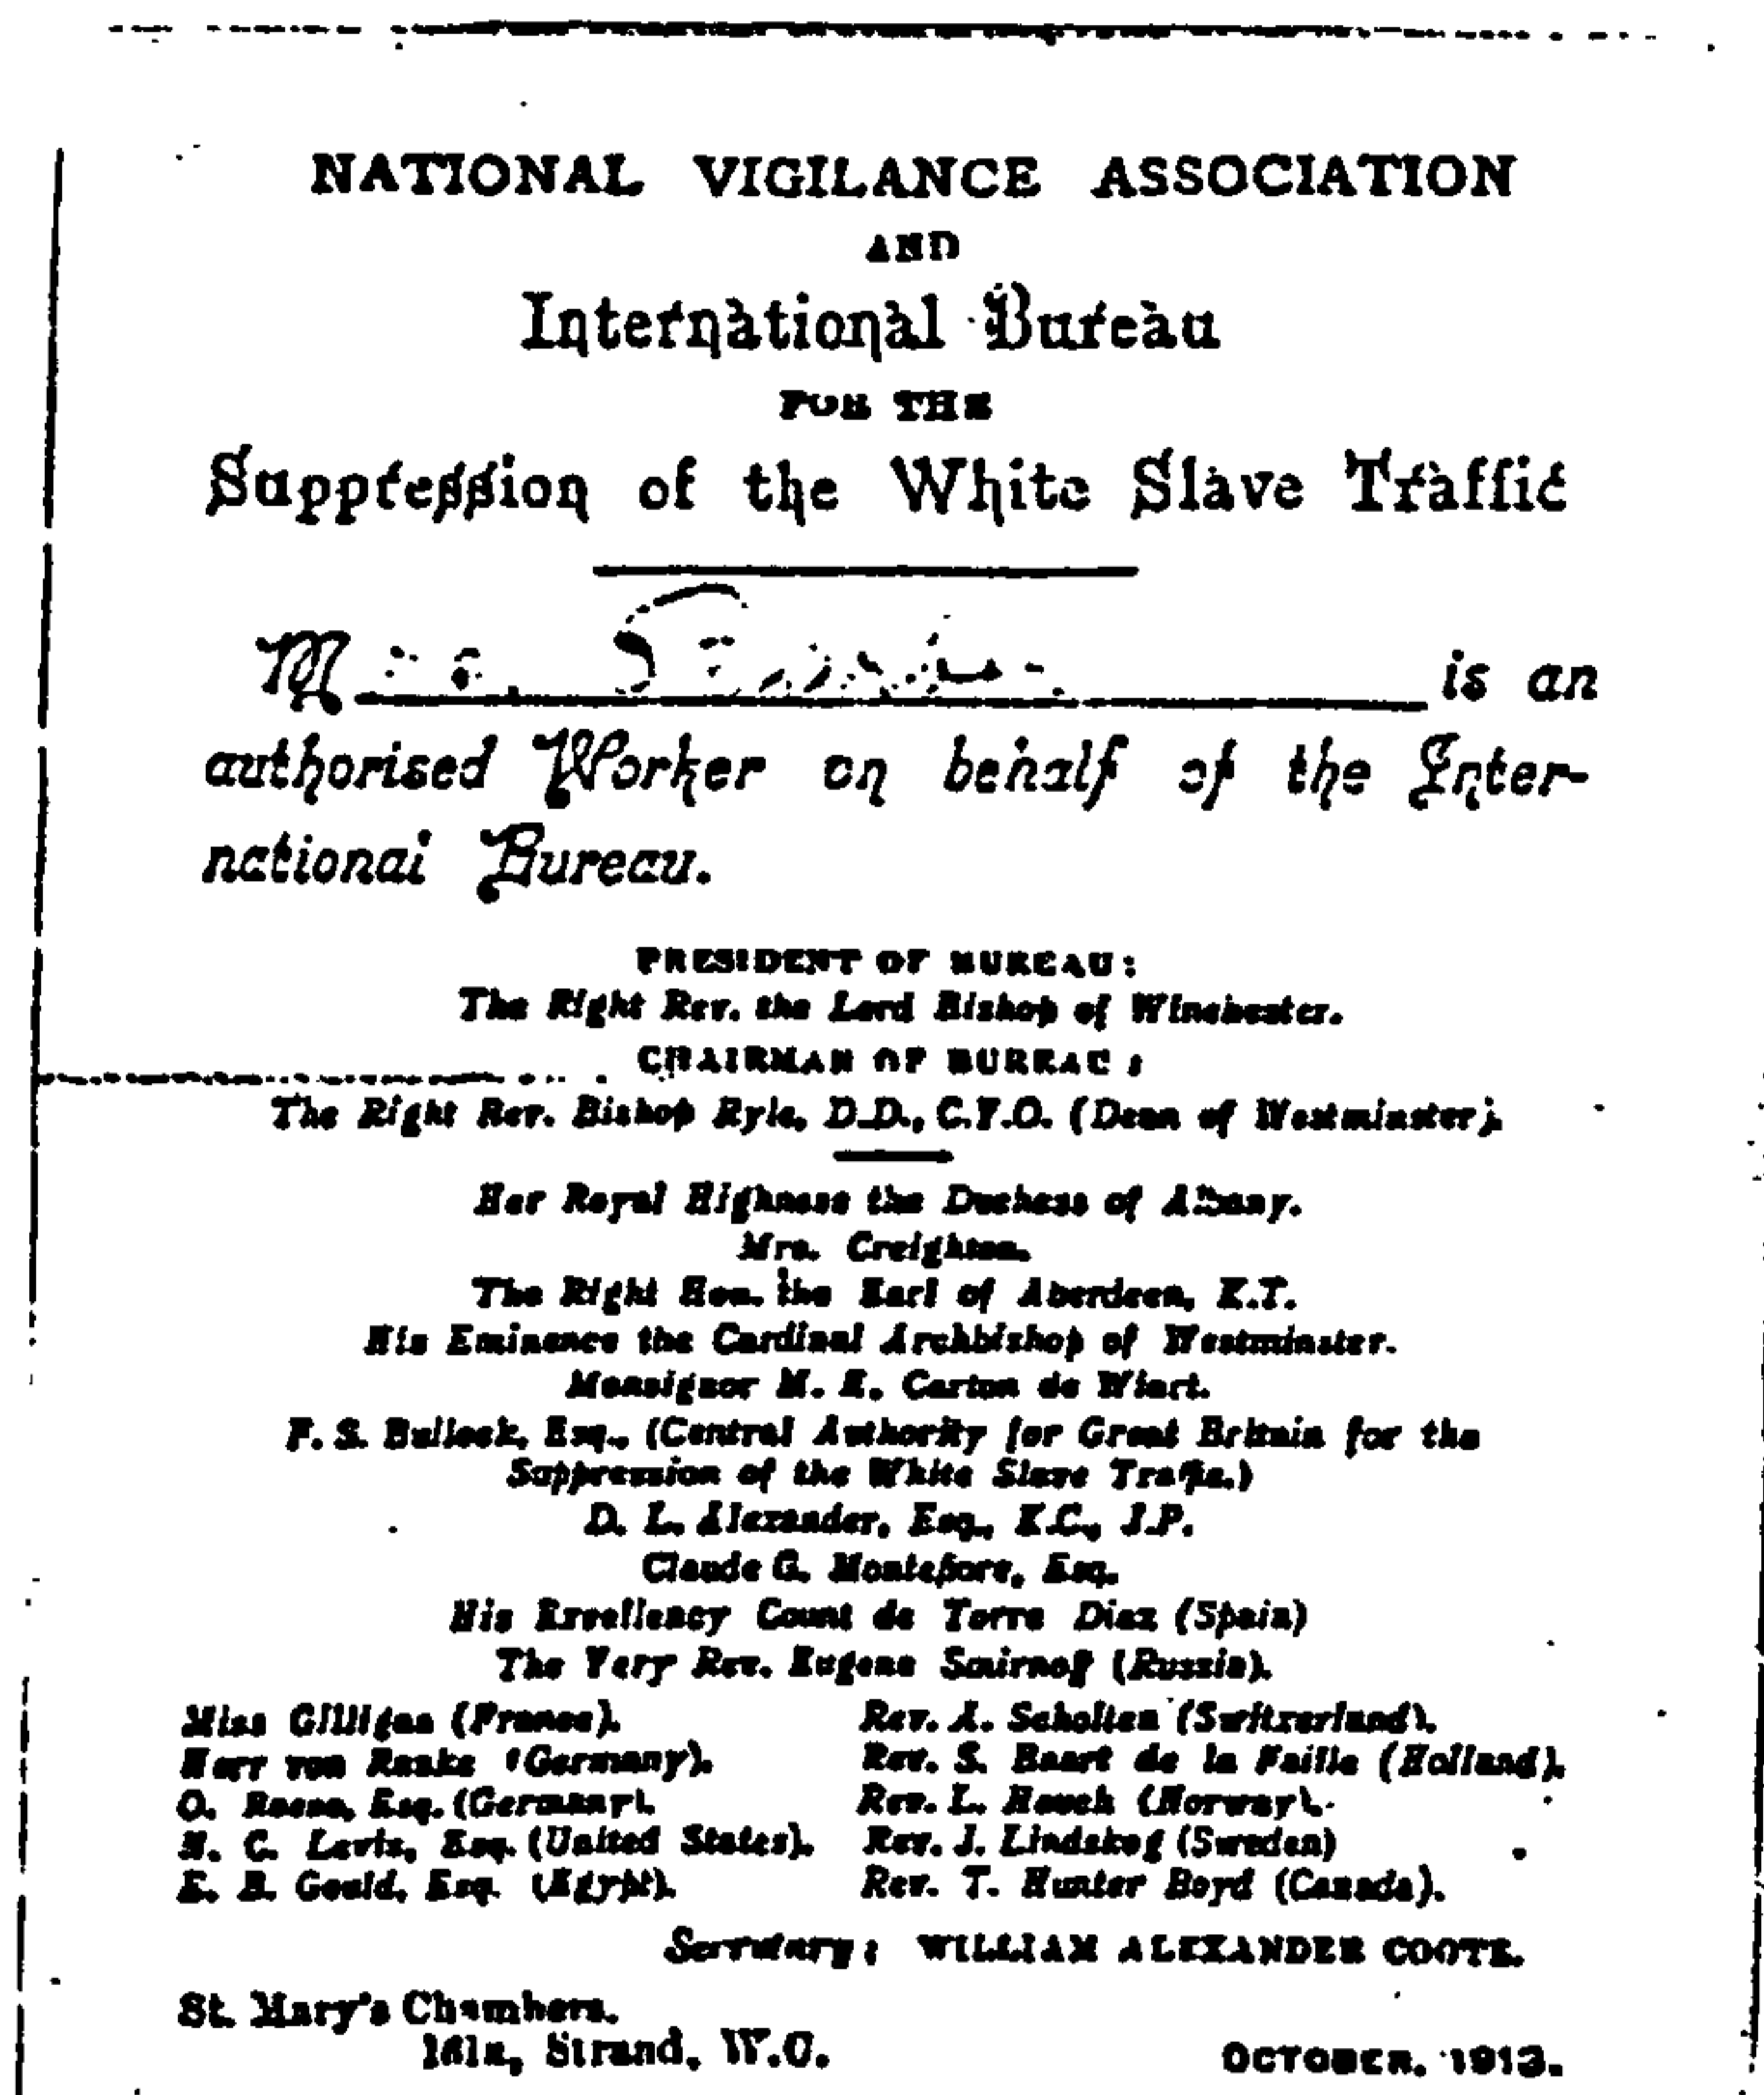 NATIONAL VIGILANCE ASSOCIATION
AND
International Bureau
FOR THE
Suppression of the White Slave Traffic
M is an
authorised Worker on behalf of the Inter-
national Bureau.
PRESIDENT OF BUREAU:
The Right Rev. the Lord Bishop of Winchester.
CHAIRMAN OF BUREAU:
The Right Rev. Bishop Ryle, D.D., C.V.O. (Dean of Westminster).
Her Royal Highness the Duchess of Albany.
Mrs. Creighton.
The Right Hon. the Earl of Aberdeen, K.T.
His Eminence the Cardinal Archbishop of Westminster.
Monsignor M. E. Carton de Wiart.
F. S. Bullock, Esq., (Central Authority for Great Britain for the
Suppression of the White Slave Traffic.)
D. L. Alexander, Esq., K.C., J.P.
Claude G. Montefiore, Esq.
His Excellency Count de Torre Diaz (Spain)
The Very Rev. Eugene Smirnoff (Russia).
Miss Gilligan (France).
Herr von Ranke (Germany).
O. Esq. (Germany).
C. Esq. (United States).
E. B. Gould, Esq. (Egypt).
Rev. A. Scholten (Switzerland).
Rev. S. Baart de la Faille (Holland).
Rev. L. (Norway).
Rev. J. Lindskog (Sweden)
Rev. T. Hunter Boyd (Canada).
Secretary: WILLIAM ALEXANDER COOTE.
St. Mary's Chambers.
161a, Strand, W.C.
OCTOBER, 1913.